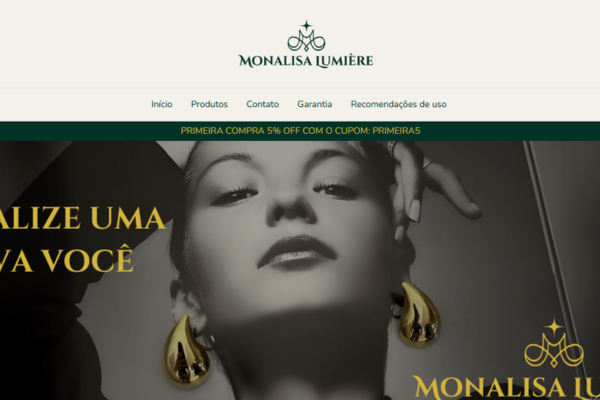 MONALISA LUMIÈRE
Início Produtos Contato Garantia Recomendações de uso
PRIMEIRA COMPRA 5% OFF COM O CUPOM: PRIMEIRA5
ALIZE UMA
VA VOCÊ
MONALISA LU